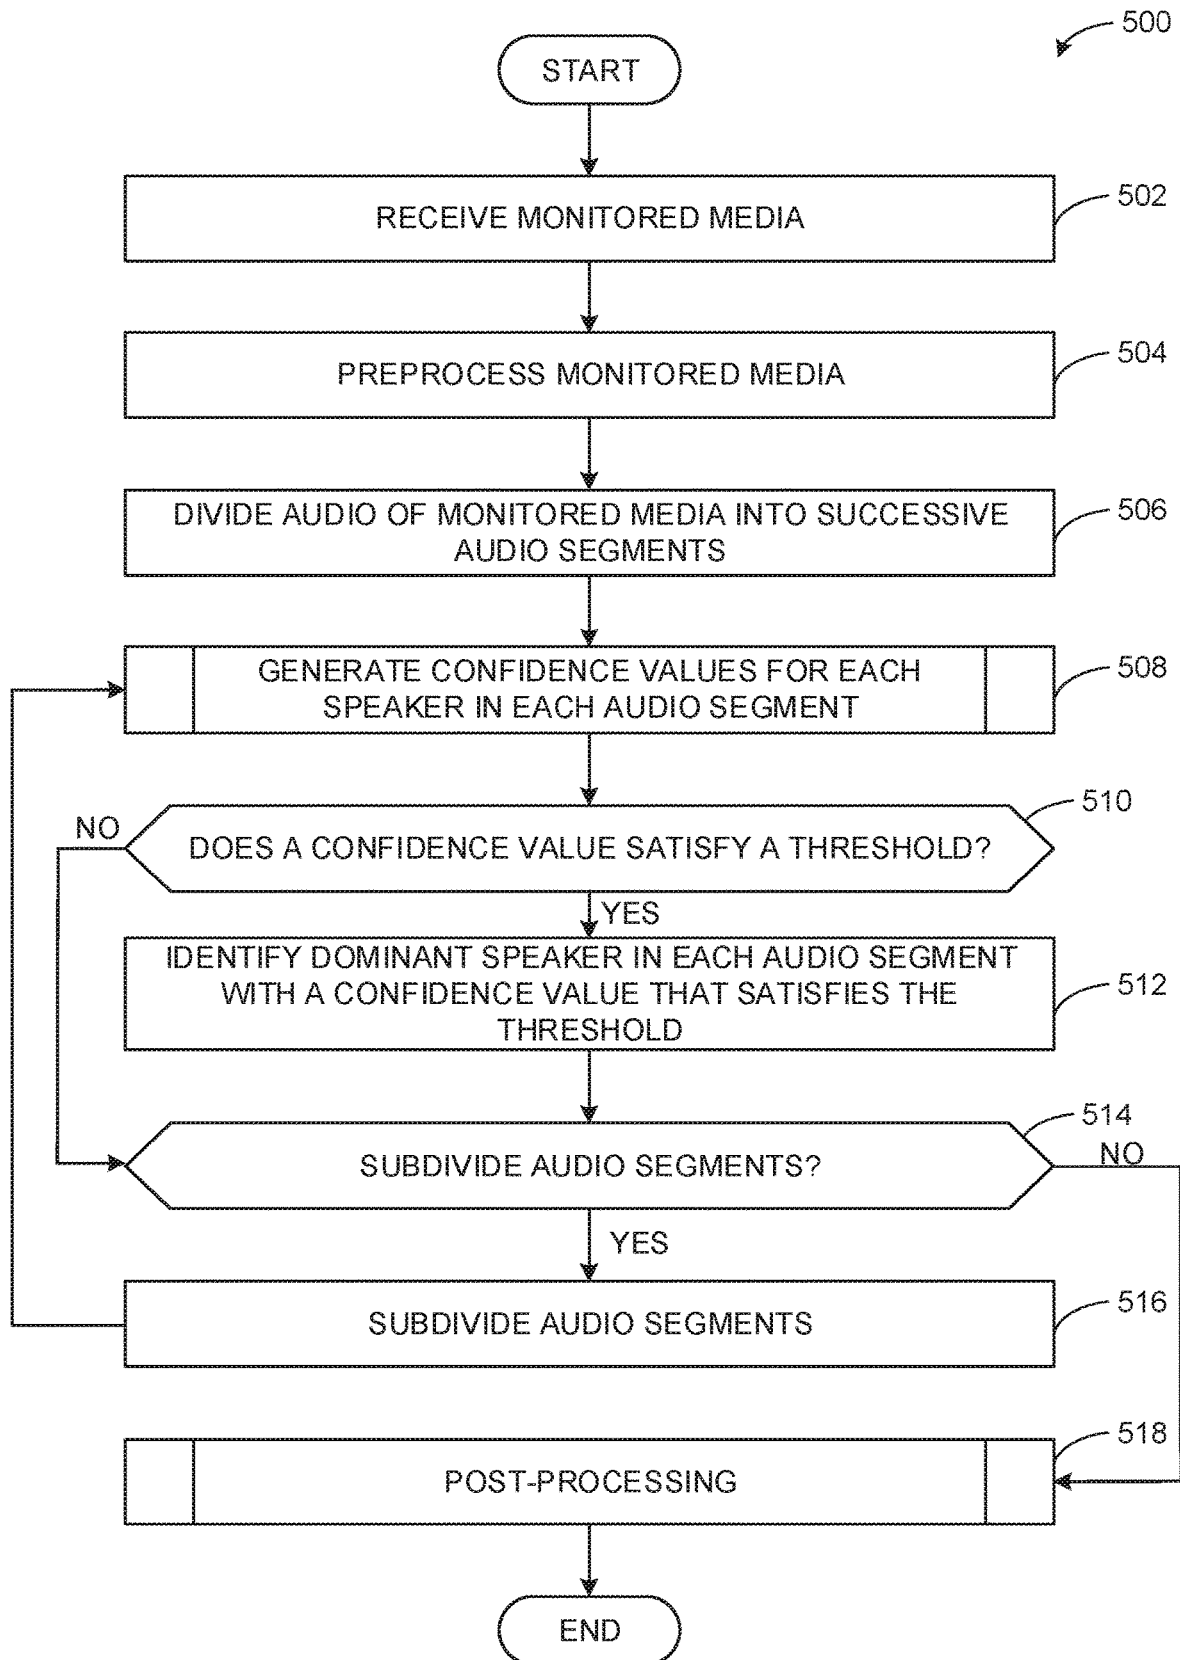 500
START
RECEIVE MONITORED MEDIA
502
PREPROCESS MONITORED MEDIA
504
DIVIDE AUDIO OF MONITORED MEDIA INTO SUCCESSIVE
AUDIO SEGMENTS
506
GENERATE CONFIDENCE VALUES FOR EACH
SPEAKER IN EACH AUDIO SEGMENT
508
510
NO
DOES A CONFIDENCE VALUE SATISFY A THRESHOLD?
YES
IDENTIFY DOMINANT SPEAKER IN EACH AUDIO SEGMENT
WITH A CONFIDENCE VALUE THAT SATISFIES THE
THRESHOLD
512
514
SUBDIVIDE AUDIO SEGMENTS?
NO
YES
SUBDIVIDE AUDIO SEGMENTS
516
518
POST-PROCESSING
END